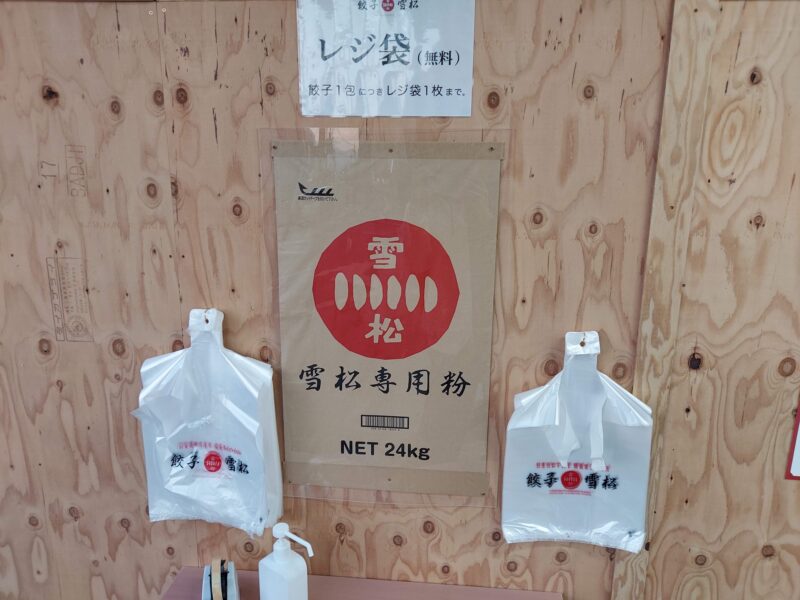 餃子 雪松
レジ袋（無料）
餃子1包につきレジ袋1枚まで。
雪
松
雪松専用粉
NET 24kg
餃子 雪松
餃子 雪松